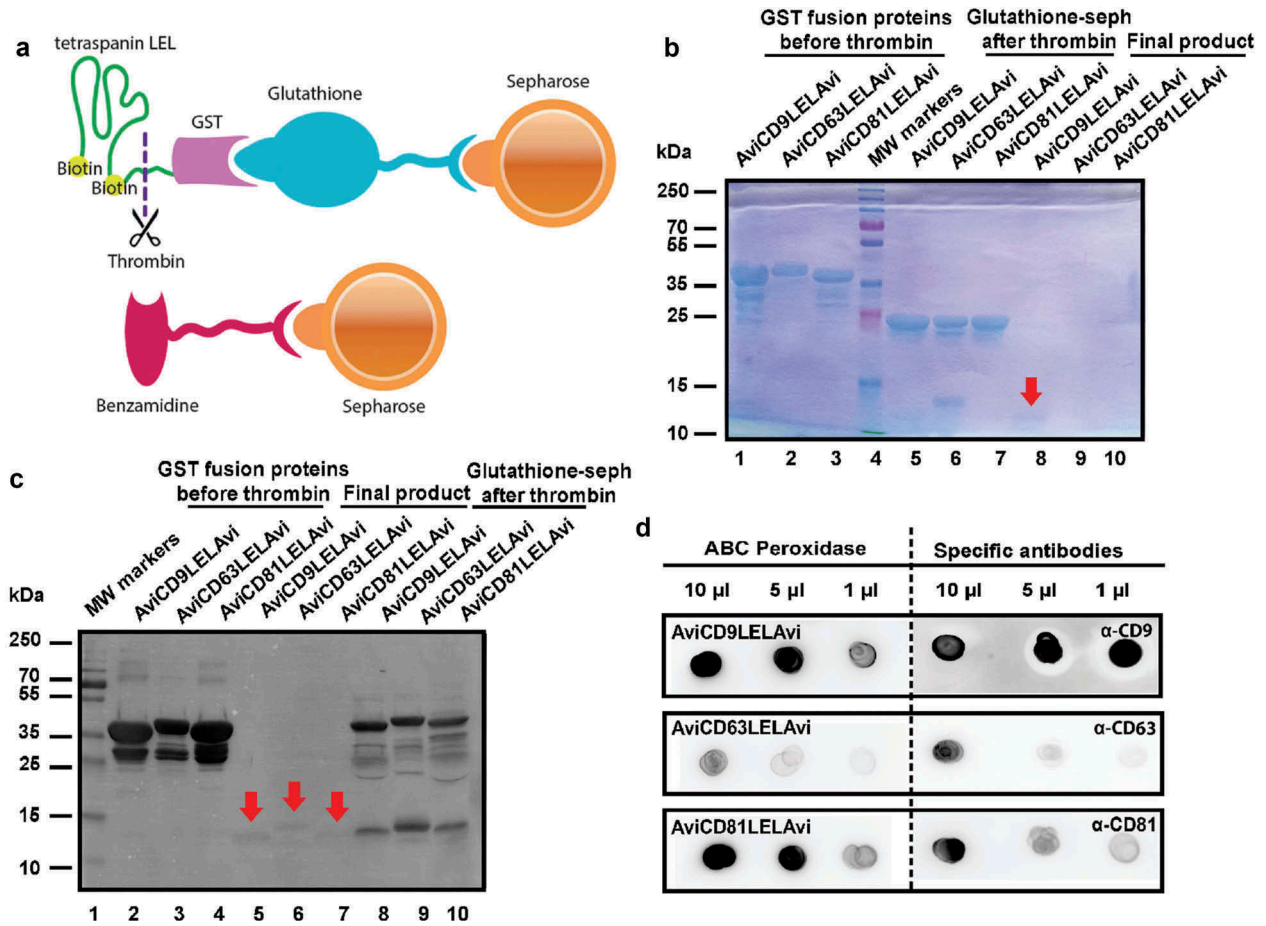 a
tetraspanin LEL
Biotin
Biotin
GST
Glutathione
Sepharose
Thrombin
Benzamidine
Sepharose
b
GST fusion proteins
before thrombin
Glutathione-seph
after thrombin
Final product
AviCD9LELAvi
AviCD63LELAvi
AviCD81LELAvi
MW markers
AviCD9LELAvi
AviCD63LELAvi
AviCD81LELAvi
AviCD9LELAvi
AviCD63LELAvi
AviCD81LELAvi
kDa
250
70
55
35
25
15
10
1 2 3 4 5 6 7 8 9 10
c
GST fusion proteins
before thrombin
Final product
Glutathione-seph
after thrombin
MW markers
AviCD9LELAvi
AviCD63LELAvi
AviCD81LELAvi
AviCD9LELAvi
AviCD63LELAvi
AviCD81LELAvi
AviCD9LELAvi
AviCD63LELAvi
AviCD81LELAvi
kDa
250
70
55
35
25
15
10
1 2 3 4 5 6 7 8 9 10
d
ABC Peroxidase Specific antibodies
10 µl 5 µl 1 µl 10 µl 5 µl 1 µl
AviCD9LELAvi α-CD9
AviCD63LELAvi α-CD63
AviCD81LELAvi α-CD81